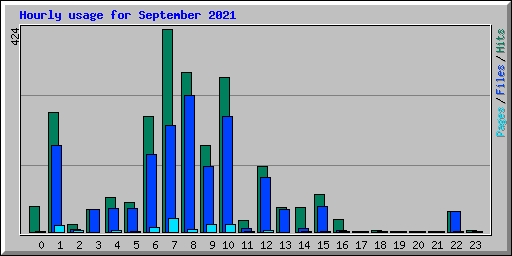 Hourly usage for September 2021
424
Pages/Files/Hits
0 1 2 3 4 5 6 7 8 9 10 11 12 13 14 15 16 17 18 19 20 21 22 23